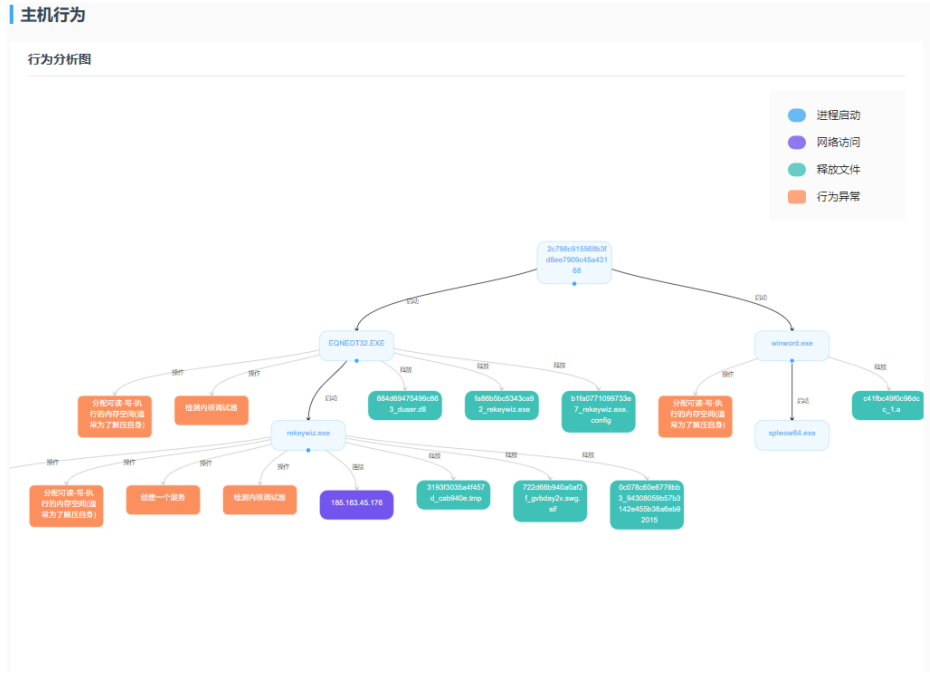 主机行为
行为分析图
进程启动
网络访问
释放文件
行为异常
2c798c915568b3f
d8ee7909c45a431
68
启动
启动
EQNEDT32.EXE
winword.exe
操作
操作
启动
释放
释放
释放
操作
启动
释放
分配可读-写-执
行的内存空间(通
常为了解压自身)
检测内核调试器
884d69475499c86
3_duser.dll
fa86b5bc5343ca9
2_rekeywiz.exe
b1fa0771099733e
7_rekeywiz.exe.
config
分配可读-写-执
行的内存空间(通
常为了解压自身)
splwow64.exe
c41fbc49f0c96dc
c_1.a
rekeywiz.exe
操作
操作
操作
操作
连接
释放
释放
释放
分配可读-写-执
行的内存空间(通
常为了解压自身)
创建一个服务
检测内核调试器
185.163.45.176
3193f3035a4f457
d_cab940e.tmp
722d66b940a0af2
f_gvbday2v.swg.
sif
0c078c60e6776bb
3_94308059b57b3
142e455b38a6eb9
2015